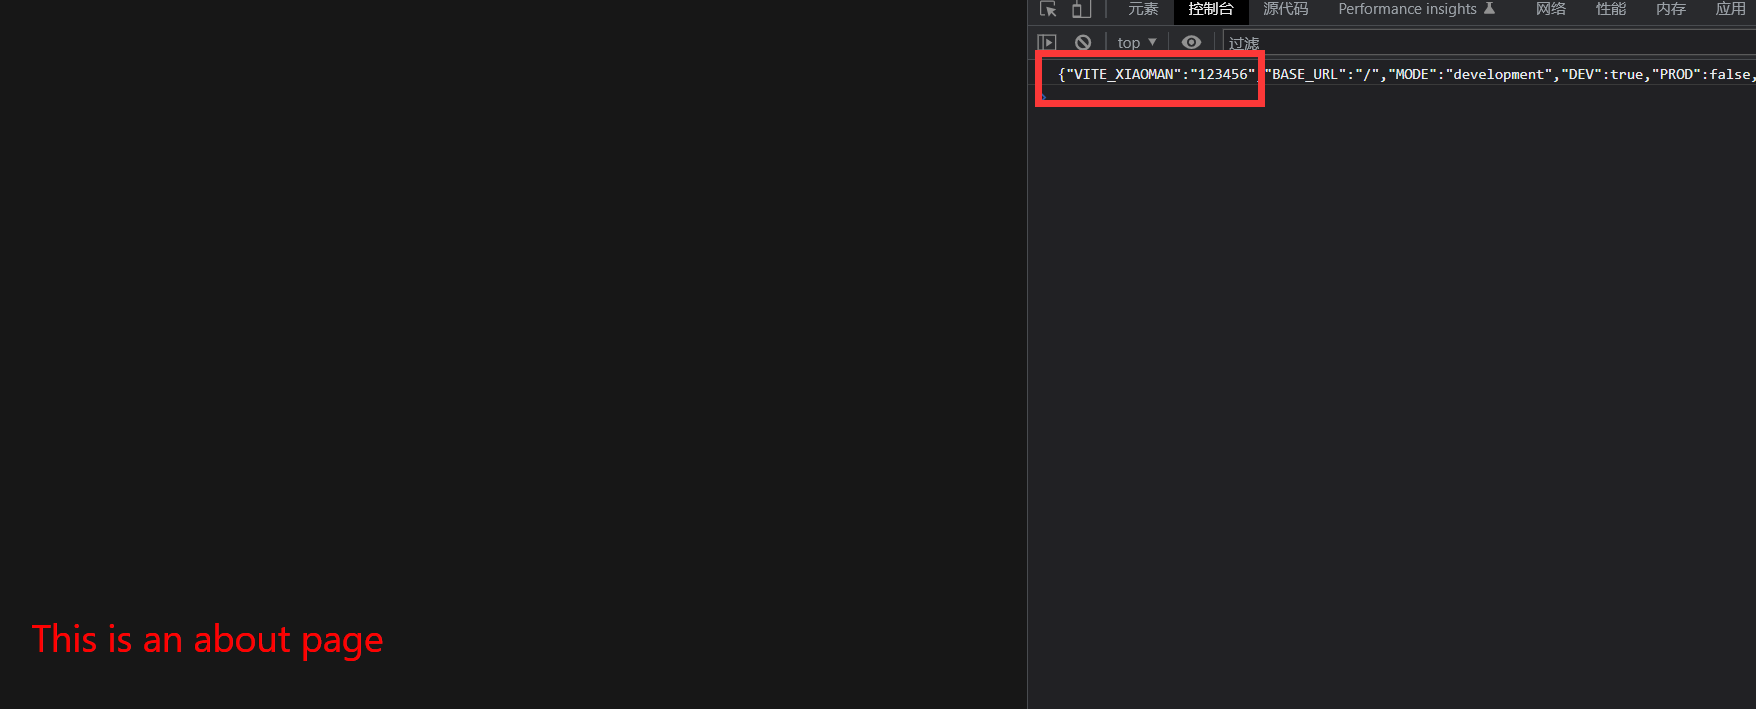 元素 控制台 源代码 Performance insights 网络 性能 内存 应用
top 过滤
{"VITE_XIAOMAN":"123456","BASE_URL":"/","MODE":"development","DEV":true,"PROD":false,
This is an about page